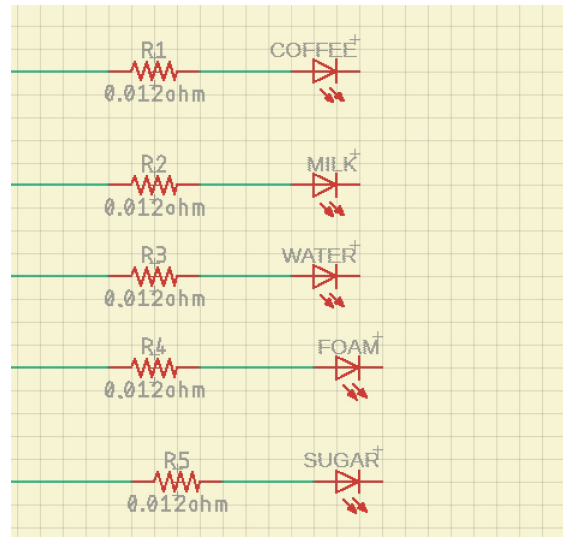 R1 COFFEE
0.012ohm
R2 MILK
0.012ohm
R3 WATER
0.012ohm
R4 FOAM
0.012ohm
R5 SUGAR
0.012ohm